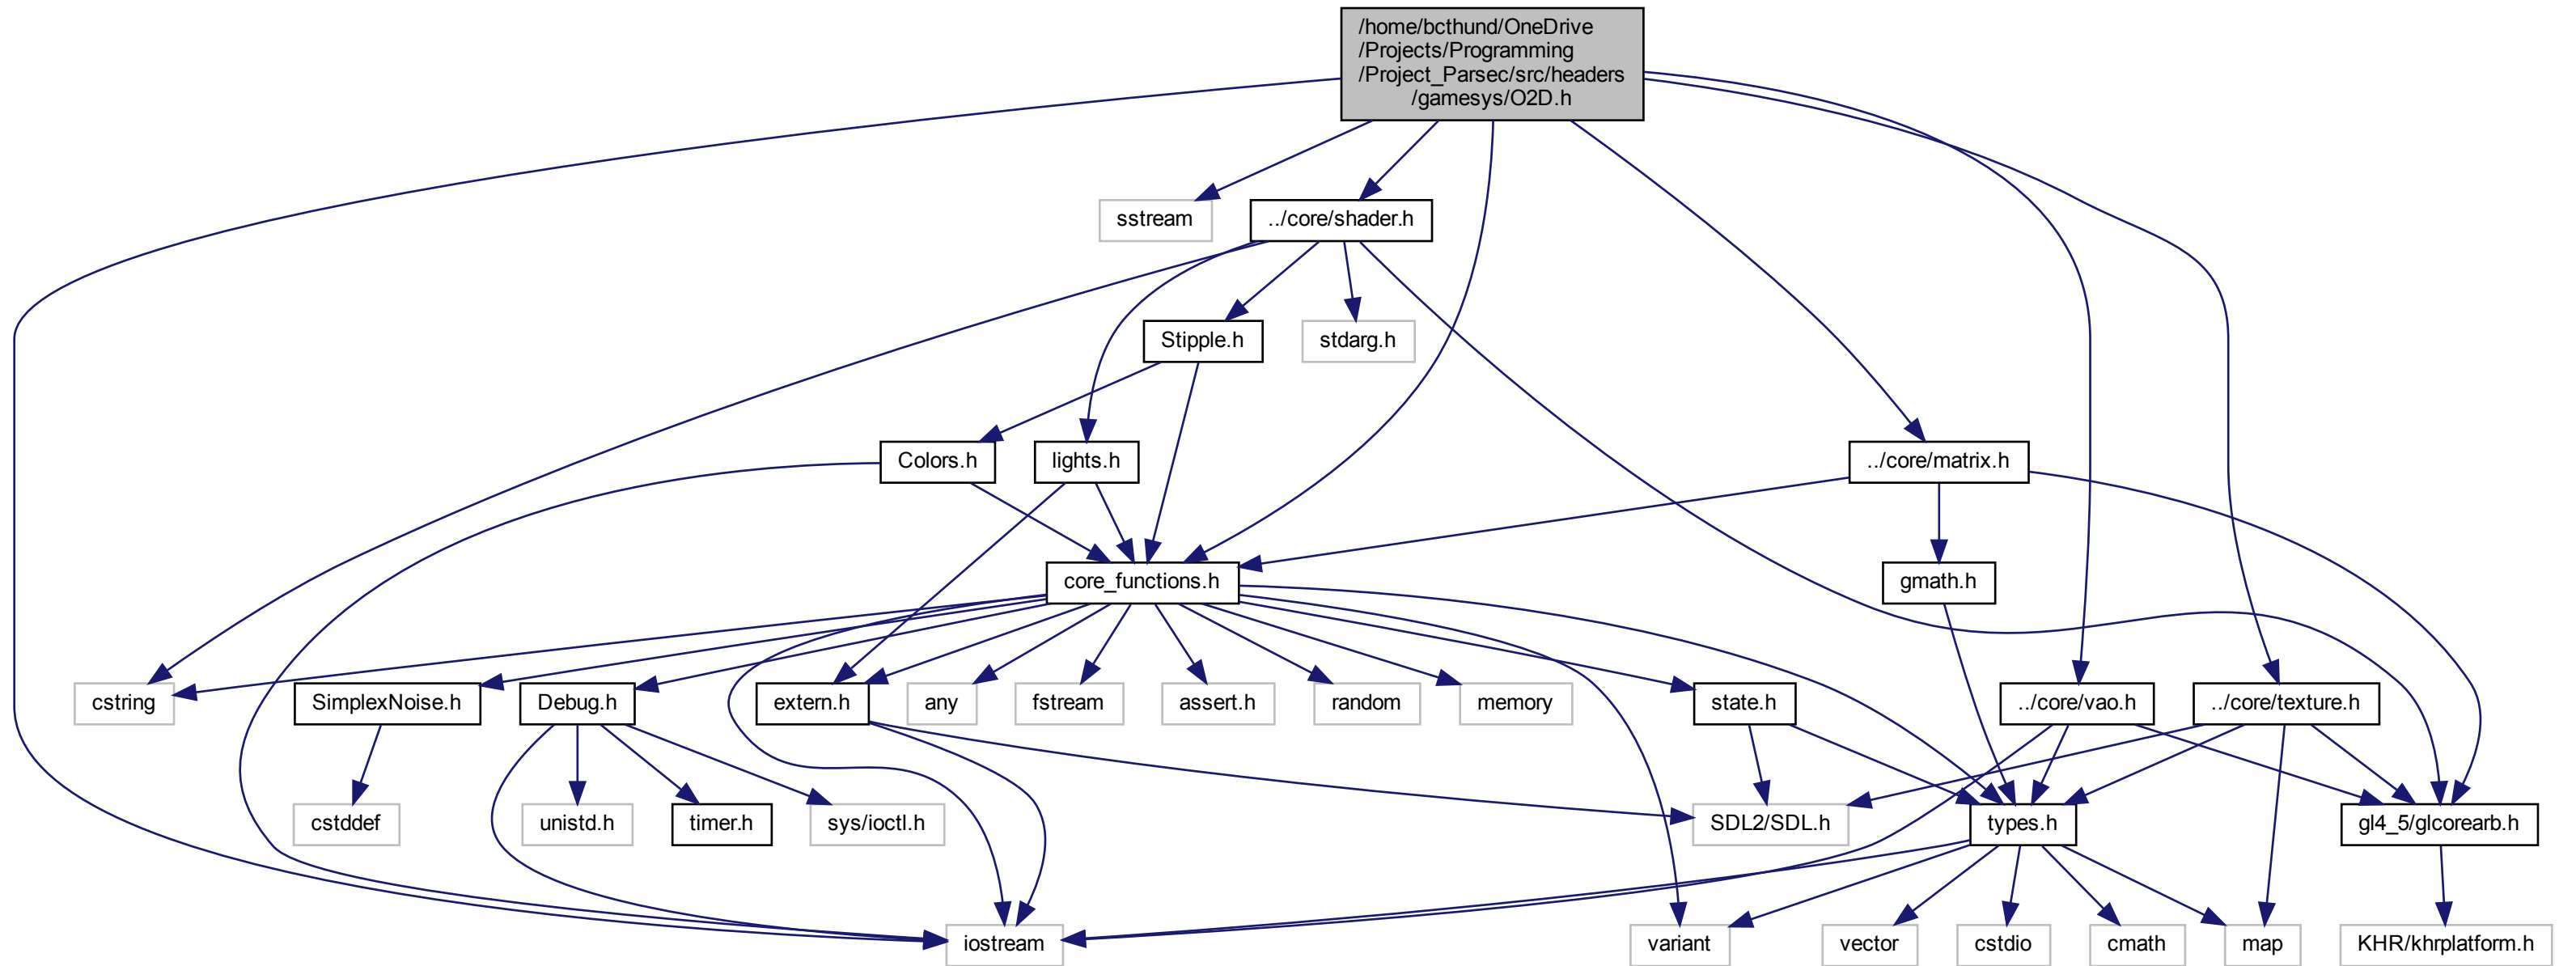 /home/bcthund/OneDrive
/Projects/Programming
/Project_Parsec/src/headers
/gamesys/O2D.h
sstream
../core/shader.h
Stipple.h
stdarg.h
Colors.h
lights.h
../core/matrix.h
core_functions.h
gmath.h
cstring
SimplexNoise.h
Debug.h
extern.h
any
fstream
assert.h
random
memory
state.h
../core/vao.h
../core/texture.h
cstddef
unistd.h
timer.h
sys/ioctl.h
SDL2/SDL.h
types.h
gl4_5/glcorearb.h
iostream
variant
vector
cstdio
cmath
map
KHR/khrplatform.h